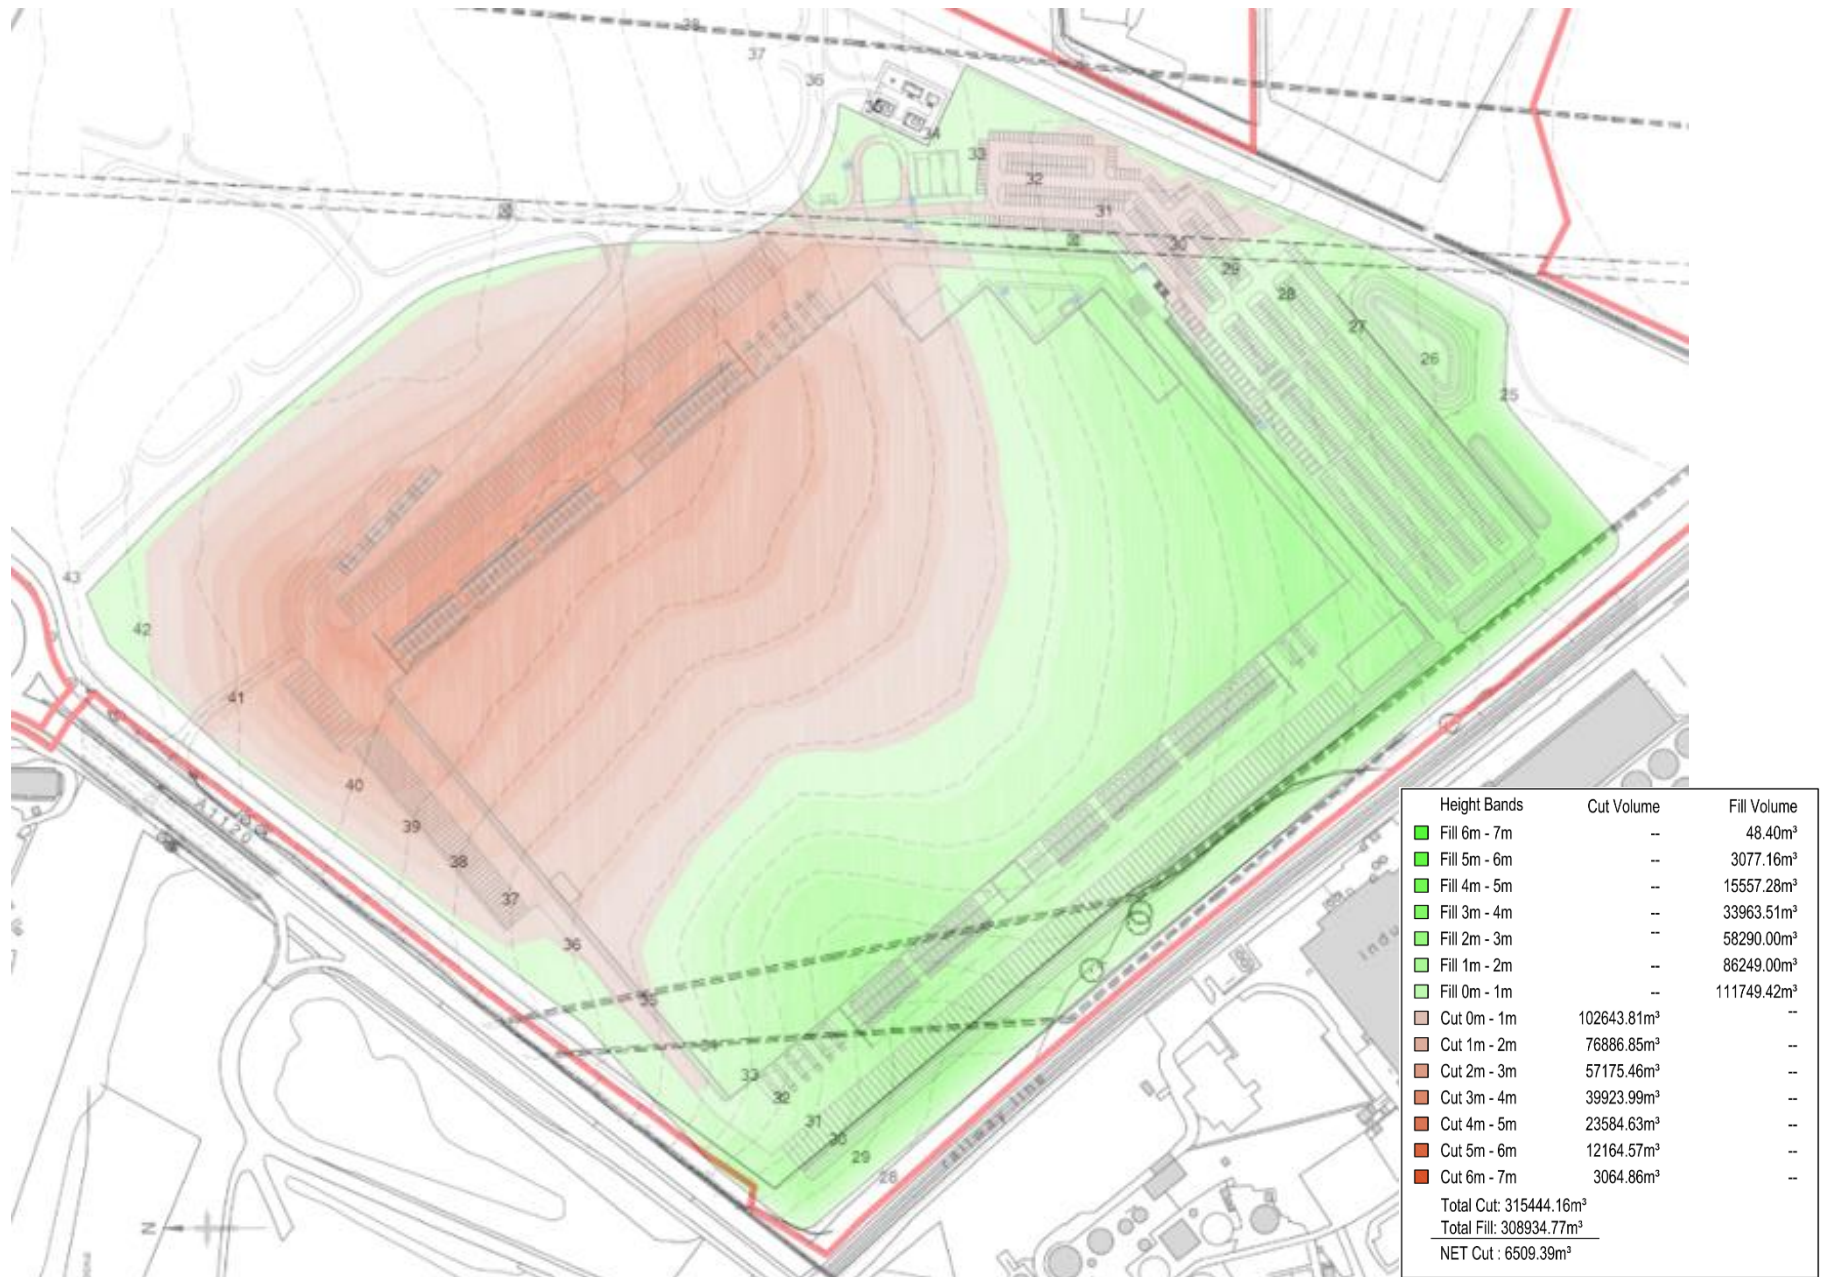 38
37
36
34
33
32
31
30
29
28
27
26
25
43
42
41
40
39
38
37
36
35
34
33
32
31
30
29
28
A1120
railway line
indu
N
Height Bands Cut Volume Fill Volume
Fill 6m - 7m -- 48.40m³
Fill 5m - 6m -- 3077.16m³
Fill 4m - 5m -- 15557.28m³
Fill 3m - 4m -- 33963.51m³
Fill 2m - 3m -- 58290.00m³
Fill 1m - 2m -- 86249.00m³
Fill 0m - 1m -- 111749.42m³
Cut 0m - 1m 102643.81m³ --
Cut 1m - 2m 76886.85m³ --
Cut 2m - 3m 57175.46m³ --
Cut 3m - 4m 39923.99m³ --
Cut 4m - 5m 23584.63m³ --
Cut 5m - 6m 12164.57m³ --
Cut 6m - 7m 3064.86m³ --
Total Cut: 315444.16m³
Total Fill: 308934.77m³
NET Cut : 6509.39m³